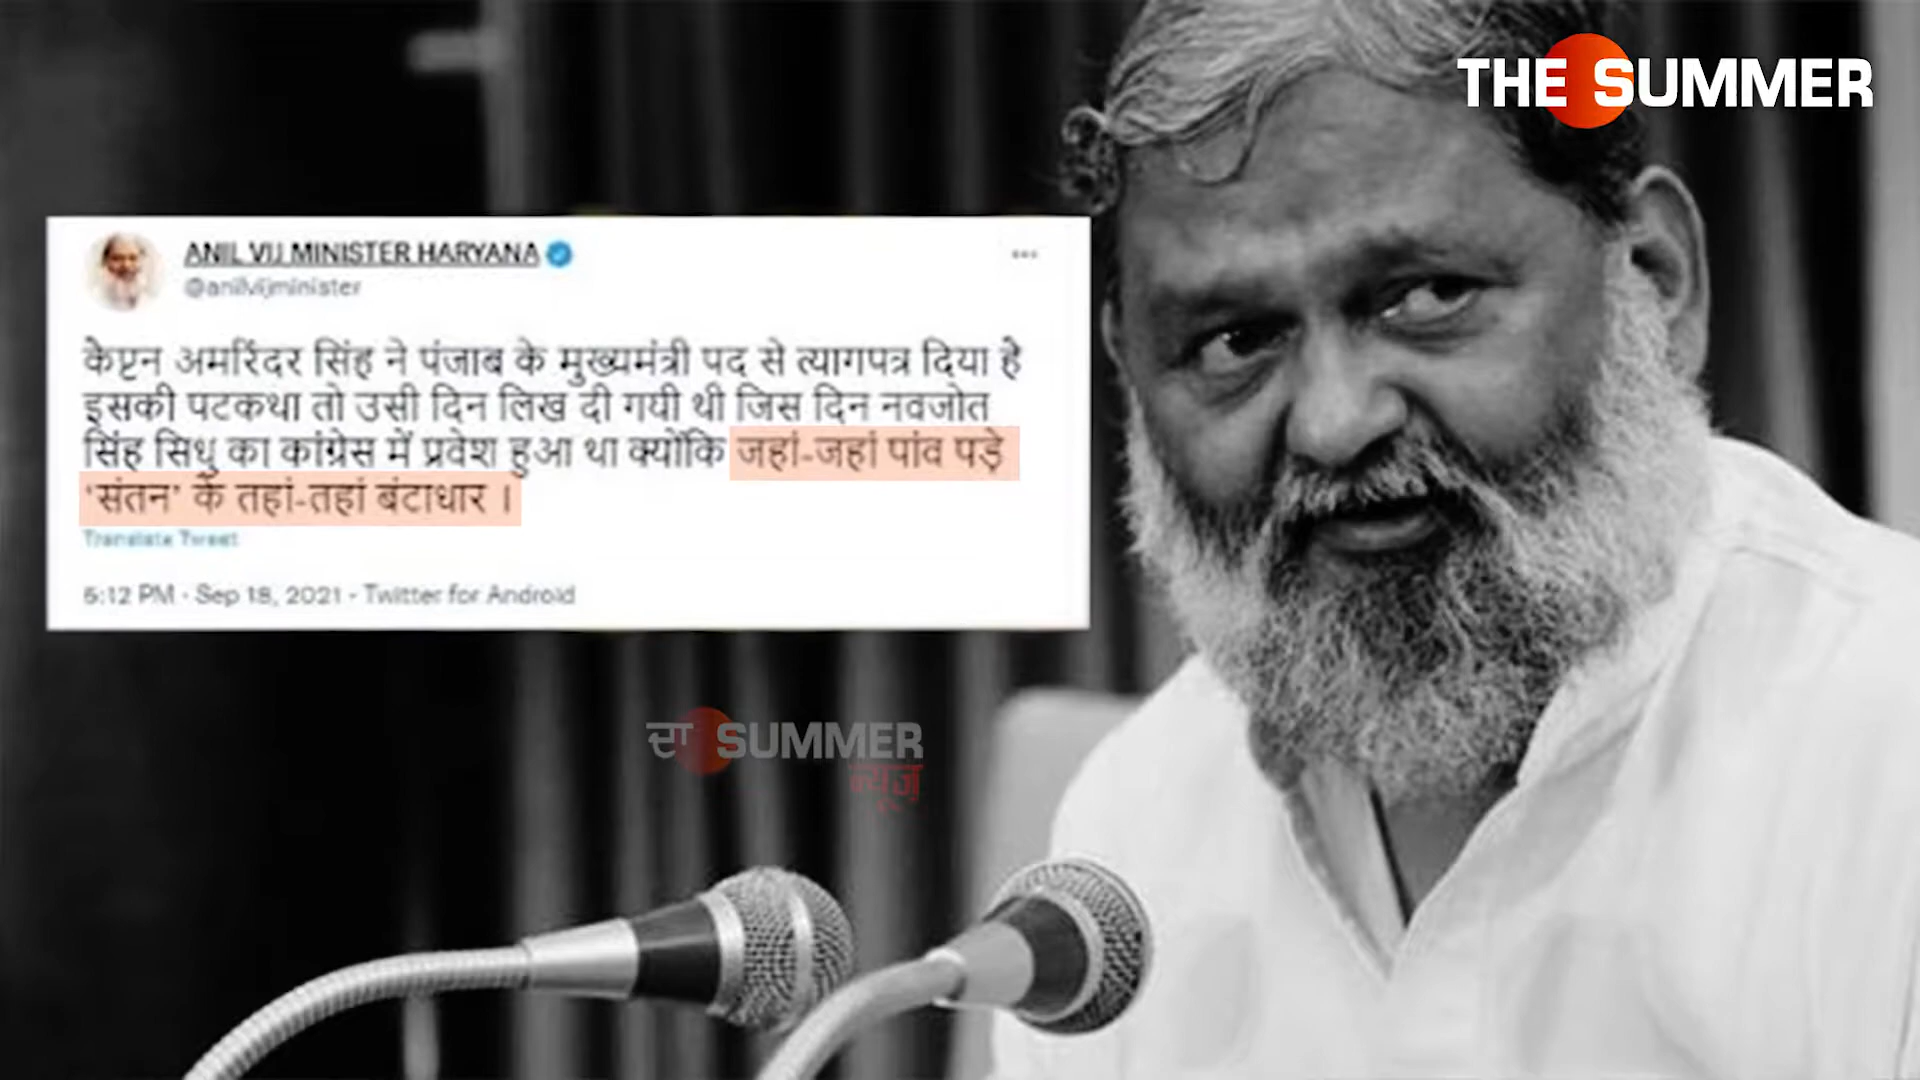 THE SUMMER
ANIL VIJ MINISTER HARYANA
@anilvijminister
केप्टन अमरिंदर सिंह ने पंजाब के मुख्यमंत्री पद से त्यागपत्र दिया है
इसकी पटकथा तो उसी दिन लिख दी गयी थी जिस दिन नवजोत
सिंह सिधु का कांग्रेस में प्रवेश हुआ था क्योंकि जहां-जहां पांव पड़े
‘संतन’ के तहां-तहां बंटाधार ।
Translate Tweet
5:12 PM · Sep 18, 2021 · Twitter for Android
ਦਾ SUMMER
न्यूज़